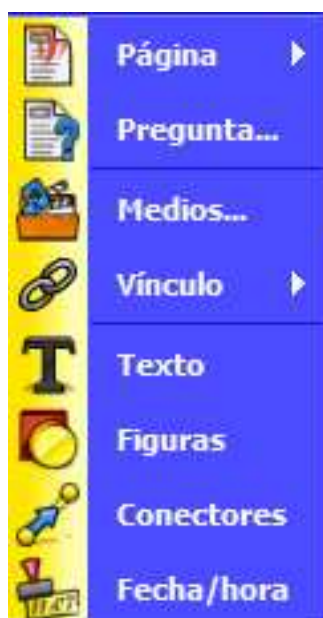 Página
Pregunta...
Medios...
Vínculo
Texto
Figuras
Conectores
Fecha/hora